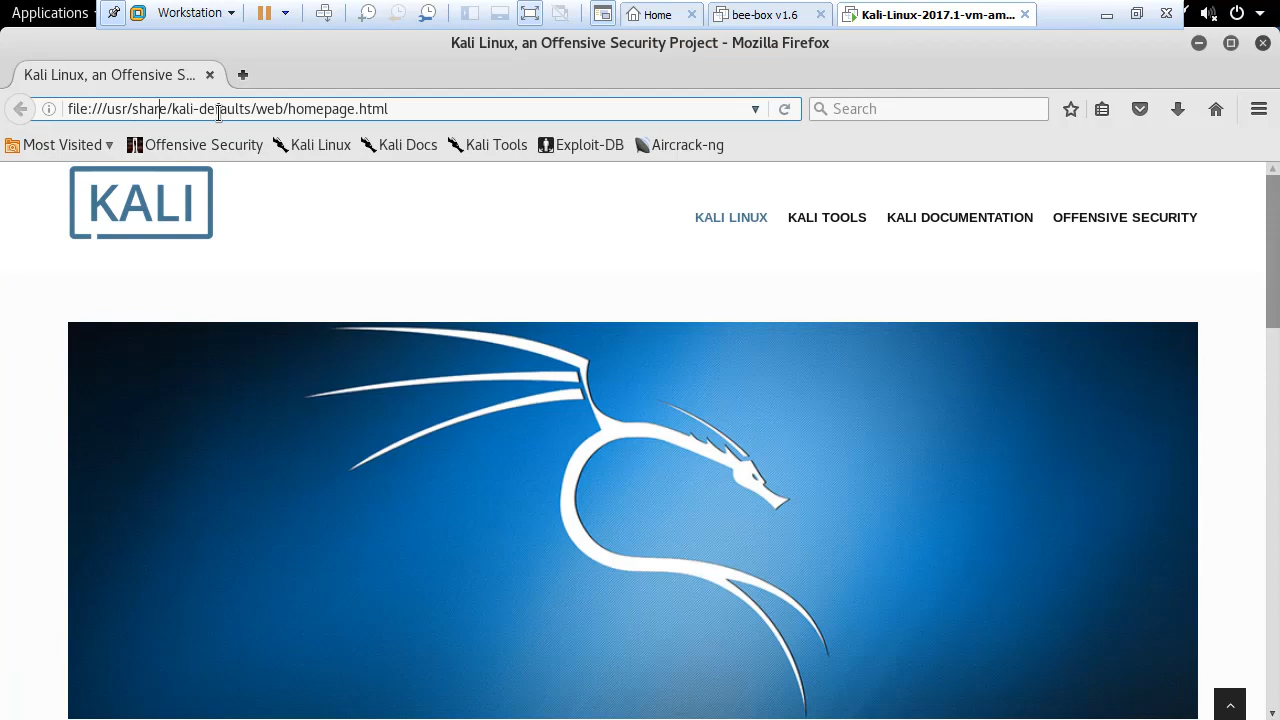 Applications
Workstation
Home
bee-box v1.6
Kali-Linux-2017.1-vm-am...
Kali Linux, an Offensive Security Project - Mozilla Firefox
Kali Linux, an Offensive S...
file:///usr/share/kali-defaults/web/homepage.html
Search
Most Visited
Offensive Security
Kali Linux
Kali Docs
Kali Tools
Exploit-DB
Aircrack-ng
KALI
KALI LINUX
KALI TOOLS
KALI DOCUMENTATION
OFFENSIVE SECURITY